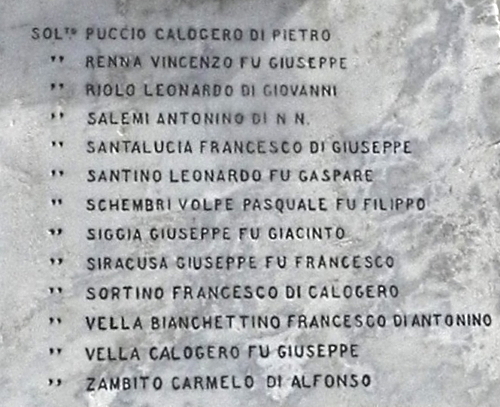 SOLTO PUCCIO CALOGERO DI PIETRO
" RENNA VINCENZO FU GIUSEPPE
" RIOLO LEONARDO DI GIOVANNI
" SALEMI ANTONINO DI N N.
" SANTALUCIA FRANCESCO DI GIUSEPPE
" SANTINO LEONARDO FU GASPARE
" SCHEMBRI VOLPE PASQUALE FU FILIPPO
" SIGGIA GIUSEPPE FU GIACINTO
" SIRACUSA GIUSEPPE FU FRANCESCO
" SORTINO FRANCESCO DI CALOGERO
" VELLA BIANCHETTINO FRANCESCO DI ANTONINO
" VELLA CALOGERO FU GIUSEPPE
" ZAMBITO CARMELO DI ALFONSO